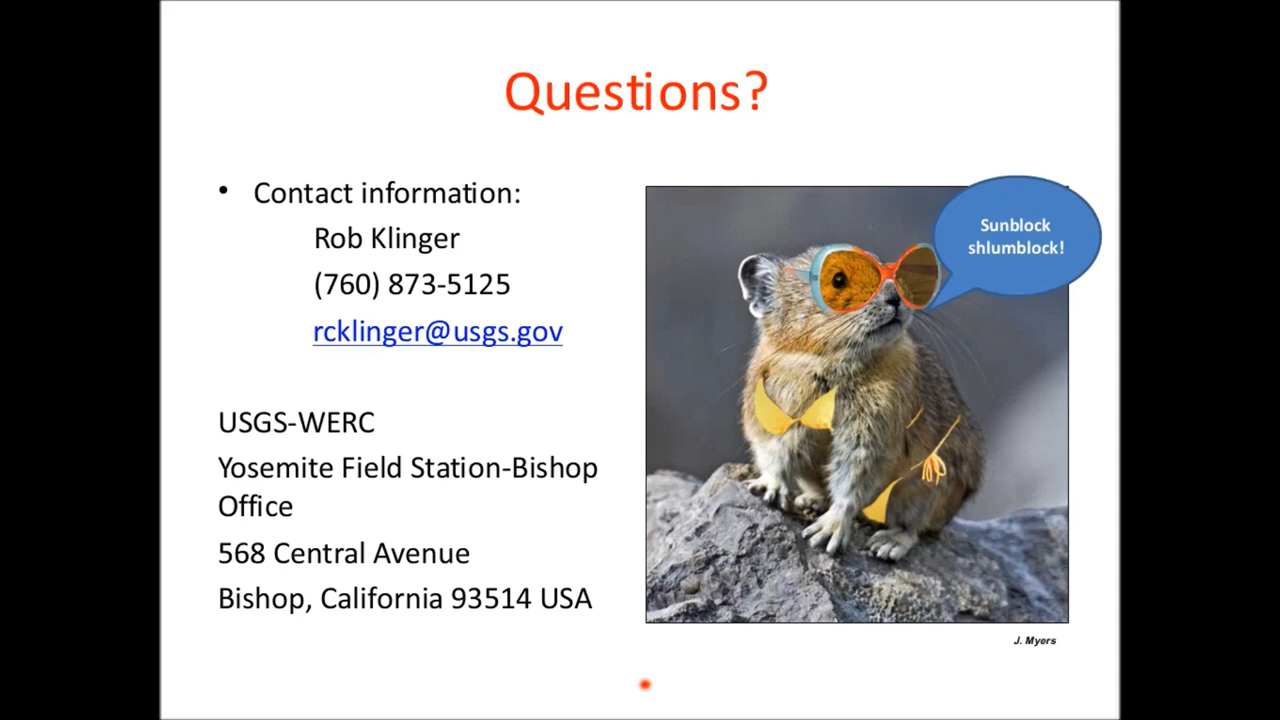 Questions?
• Contact information:
Rob Klinger
(760) 873-5125
rcklinger@usgs.gov
USGS-WERC
Yosemite Field Station-Bishop
Office
568 Central Avenue
Bishop, California 93514 USA
Sunblock
shlumblock!
J. Myers